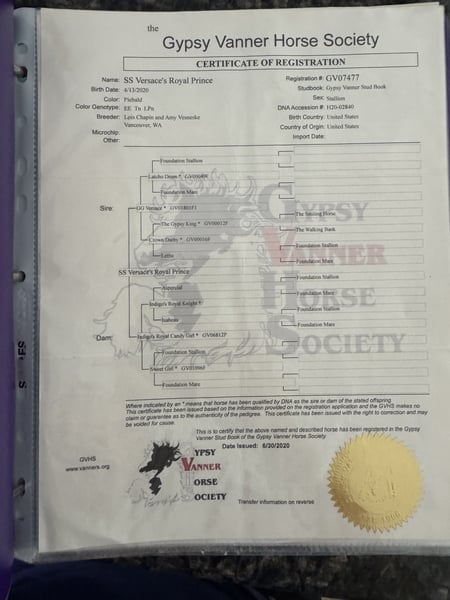 the
Gypsy Vanner Horse Society
CERTIFICATE OF REGISTRATION
Name: SS Versace's Royal Prince
Registration #: GV07477
Birth Date: 4/13/2020
Studbook: Gypsy Vanner Stud Book
Color: Piebald
Sex: Stallion
Color Genotype: EE Tn LPn
DNA Accession #: H20-02840
Breeder: Lois Chapin and Amy Vesneske
Vancouver, WA
Birth Country: United States
Country of Origin: United States
Microchip:
Import Date:
Other:
Foundation Stallion
Latcho Drom *
Foundation Mare
Sire:
GG Versace *
The Smiling Horse
The Gypsy King * GV00012F
The Walking Bank
Crown Darby * GV00036F
Foundation Stallion
Lettie
Foundation Mare
SS Versace's Royal Prince
Foundation Stallion
Aspendal
Foundation Mare
Indigo's Royal Knight *
Foundation Stallion
Isabeau
Foundation Mare
Dam:
Indigo's Royal Candy Girl * GV06812P
Foundation Stallion
Sweet Girl *
Foundation Mare
GYPSY
VANNER
HORSE
SOCIETY
Where indicated by an * means that horse has been qualified by DNA as the sire or dam of the stated offspring.
This certificate has been issued based on the information provided on the registration application and the GVHS makes no
claim or guarantee as to the authenticity of the pedigree. This certificate has been issued with the right to correction and may
be voided for cause.
This is to certify that the above named and described horse has been registered in the Gypsy
Vanner Stud Book of the Gypsy Vanner Horse Society.
Date Issued: 6/30/2020
GVHS
www.vanners.org
GYPSY
VANNER
HORSE
SOCIETY
Transfer information on reverse